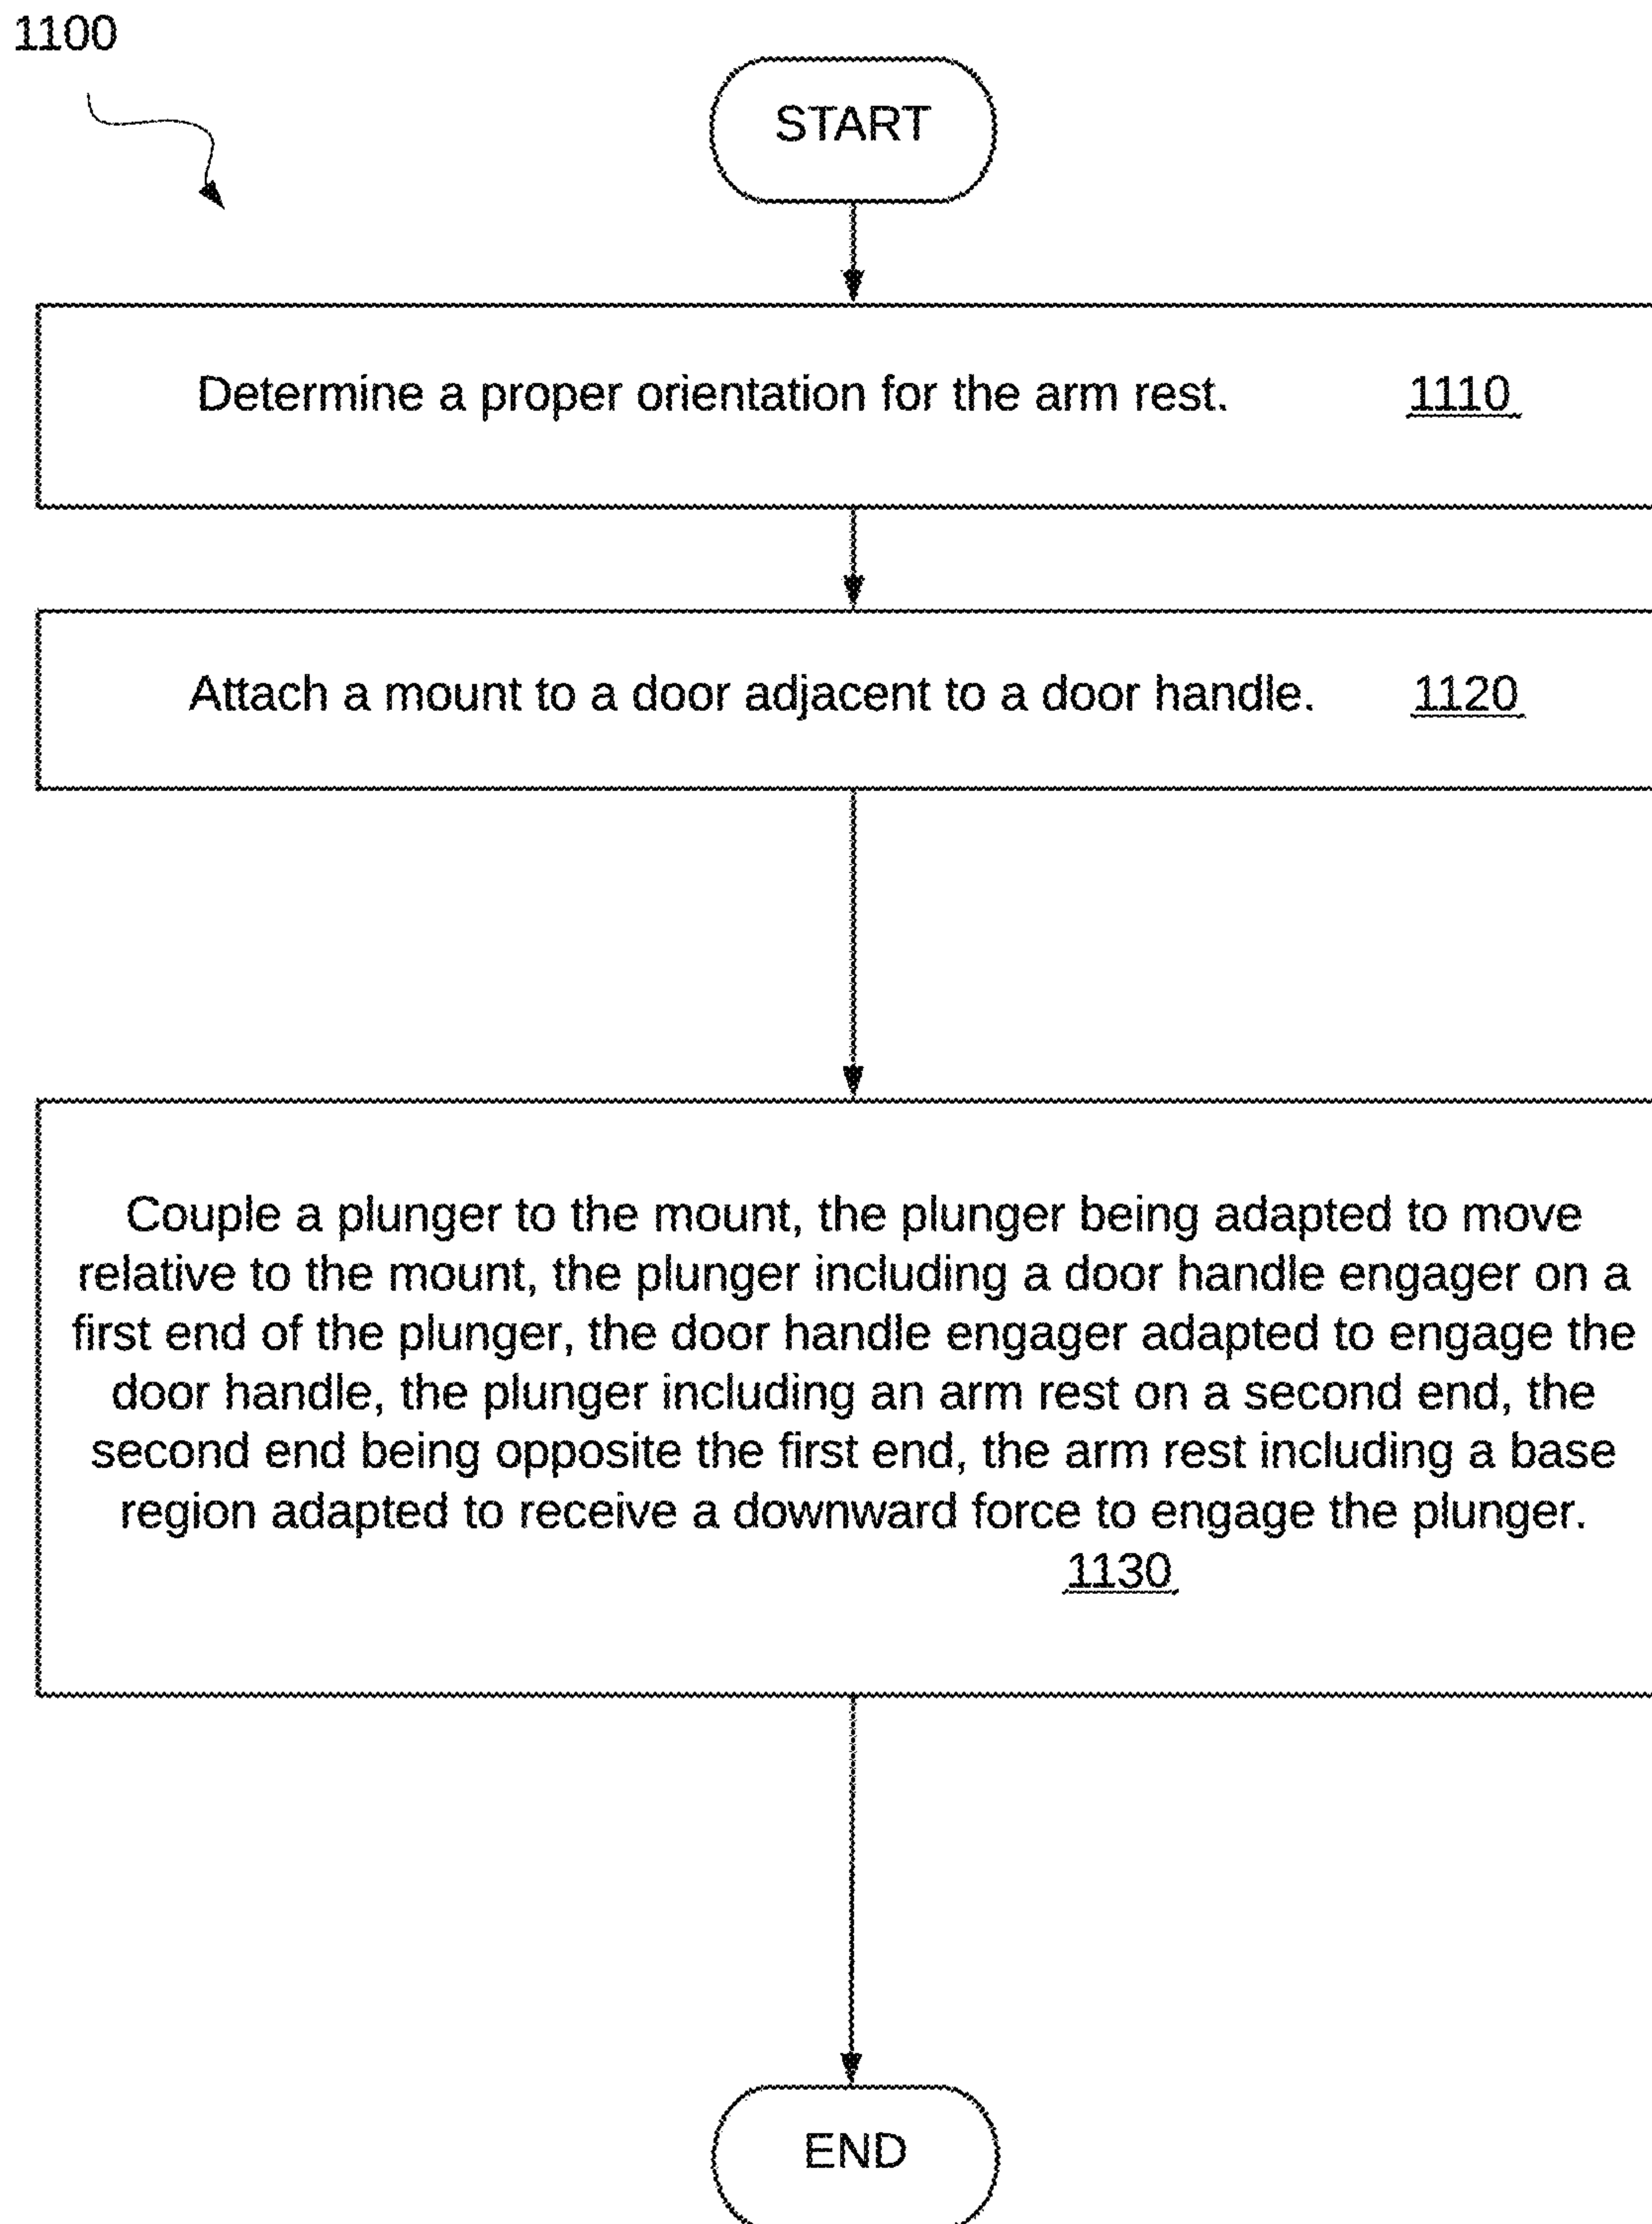 1100
START
Determine a proper orientation for the arm rest. 1110
Attach a mount to a door adjacent to a door handle. 1120
Couple a plunger to the mount, the plunger being adapted to move
relative to the mount, the plunger including a door handle engager on a
first end of the plunger, the door handle engager adapted to engage the
door handle, the plunger including an arm rest on a second end, the
second end being opposite the first end, the arm rest including a base
region adapted to receive a downward force to engage the plunger.
1130
END